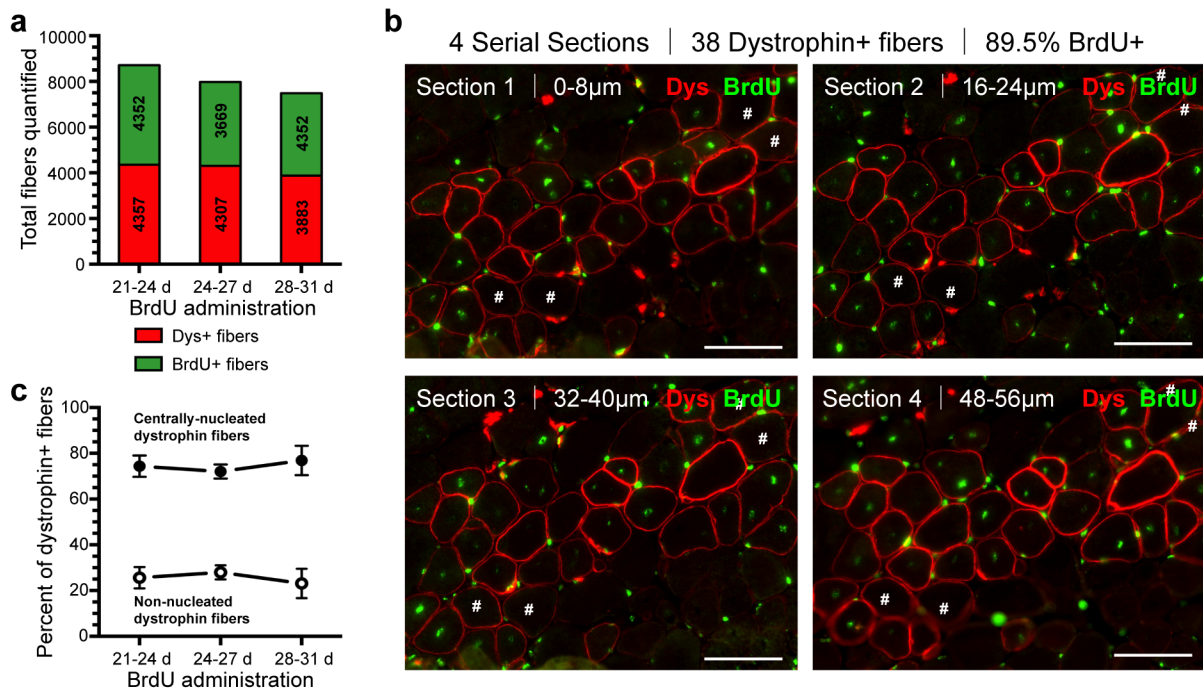 a
Total fibers quantified
10000
8000
6000
4000
2000
0
4352
4357
3669
4307
4352
3883
21-24 d
24-27 d
28-31 d
BrdU administration
Dys+ fibers
BrdU+ fibers
b
4 Serial Sections | 38 Dystrophin+ fibers | 89.5% BrdU+
Section 1 | 0-8µm Dys BrdU
#
#
#
#
Section 2 | 16-24µm Dys BrdU
#
#
#
#
Section 3 | 32-40µm Dys BrdU
#
#
#
#
Section 4 | 48-56µm Dys BrdU
#
#
#
#
c
Percent of dystrophin+ fibers
100
80
60
40
20
0
Centrally-nucleated
dystrophin fibers
Non-nucleated
dystrophin fibers
21-24 d
24-27 d
28-31 d
BrdU administration